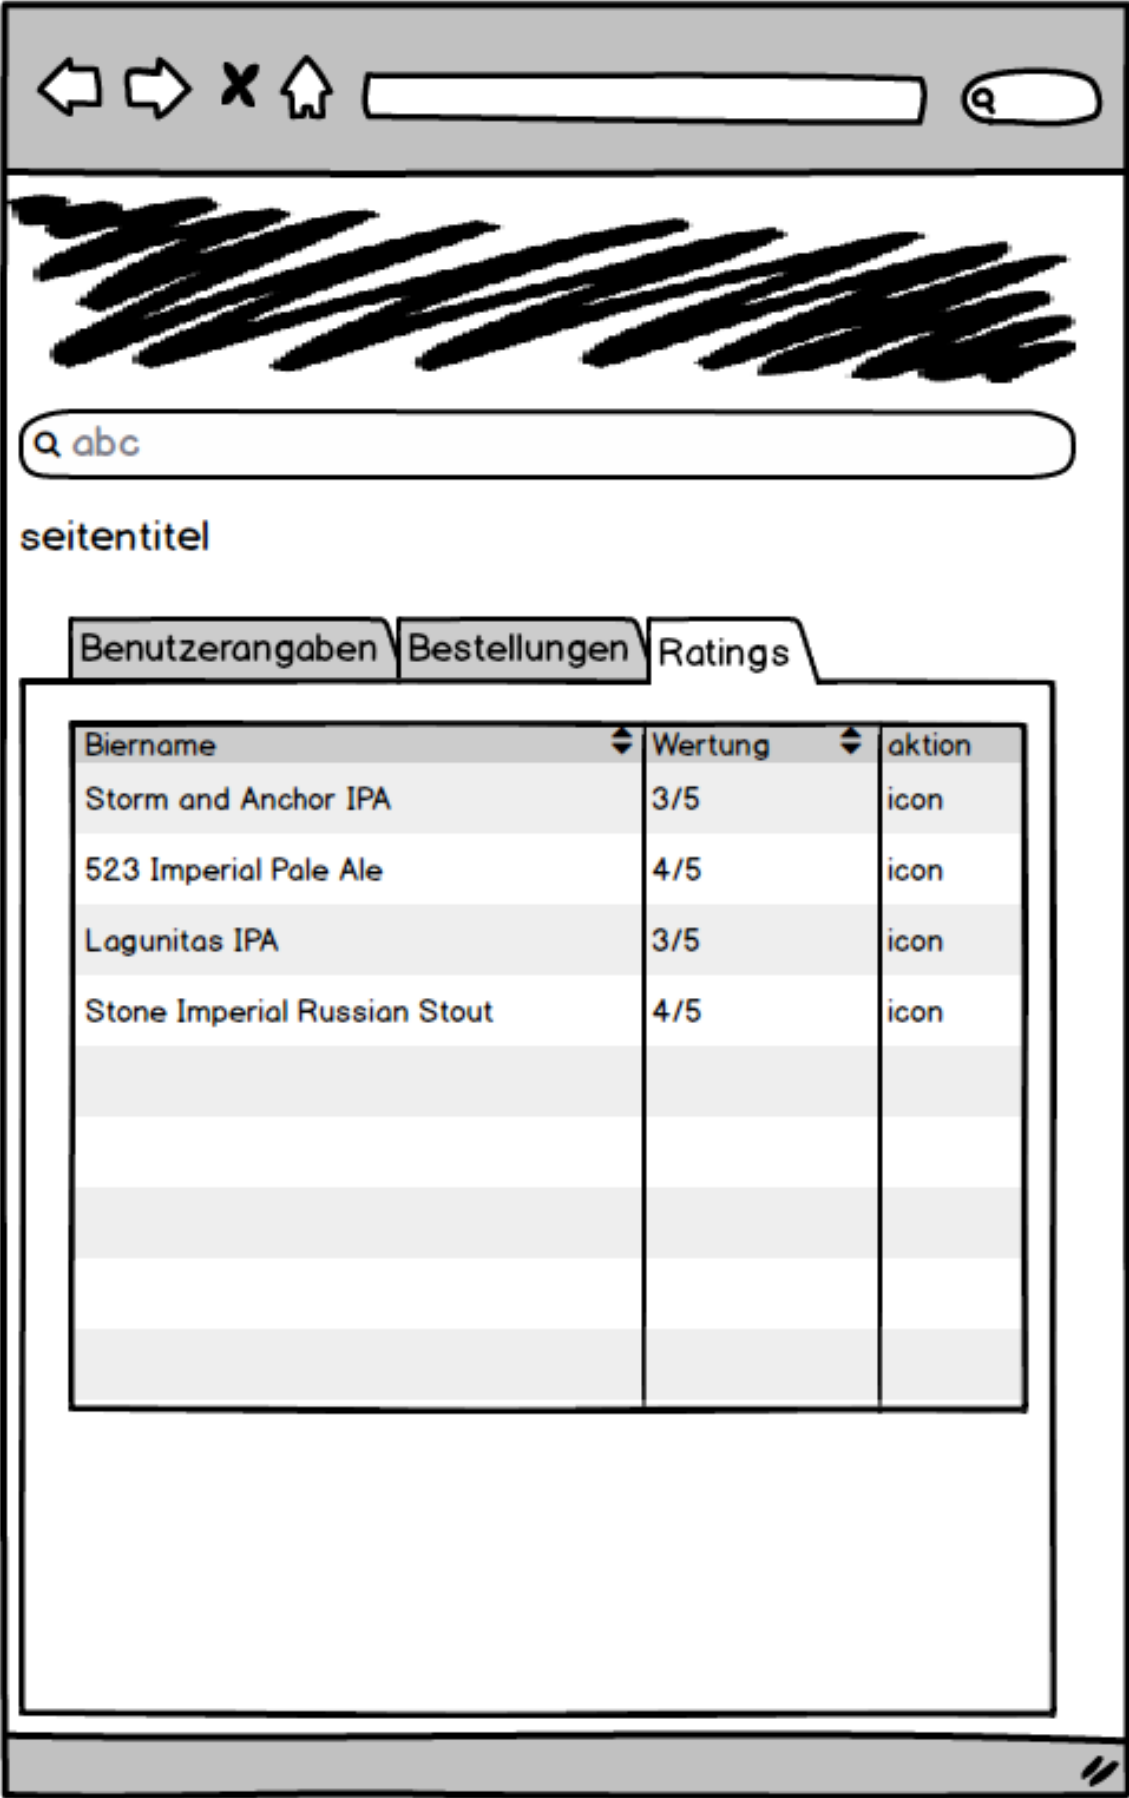 abc
seitentitel
Benutzerangaben Bestellungen Ratings
Biername Wertung aktion
Storm and Anchor IPA 3/5 icon
523 Imperial Pale Ale 4/5 icon
Lagunitas IPA 3/5 icon
Stone Imperial Russian Stout 4/5 icon